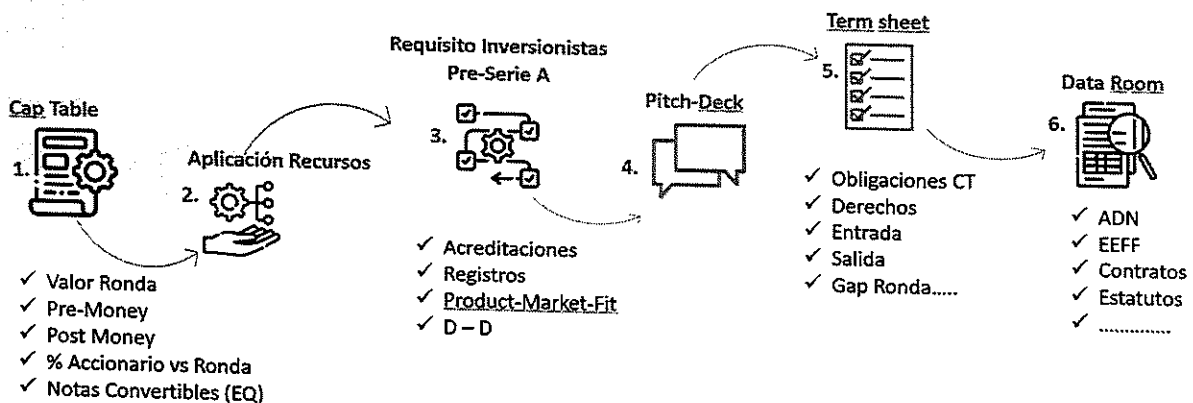 Cap Table
1.
✓ Valor Ronda
✓ Pre-Money
✓ Post Money
✓ % Accionario vs Ronda
✓ Notas Convertibles (EQ)
Aplicación Recursos
2.
Requisito Inversionistas
Pre-Serie A
3.
✓ Acreditaciones
✓ Registros
✓ Product-Market-Fit
✓ D – D
Pitch-Deck
4.
Term sheet
5.
✓ Obligaciones CT
✓ Derechos
✓ Entrada
✓ Salida
✓ Gap Ronda.....
Data Room
6.
✓ ADN
✓ EEFF
✓ Contratos
✓ Estatutos
✓ ..............